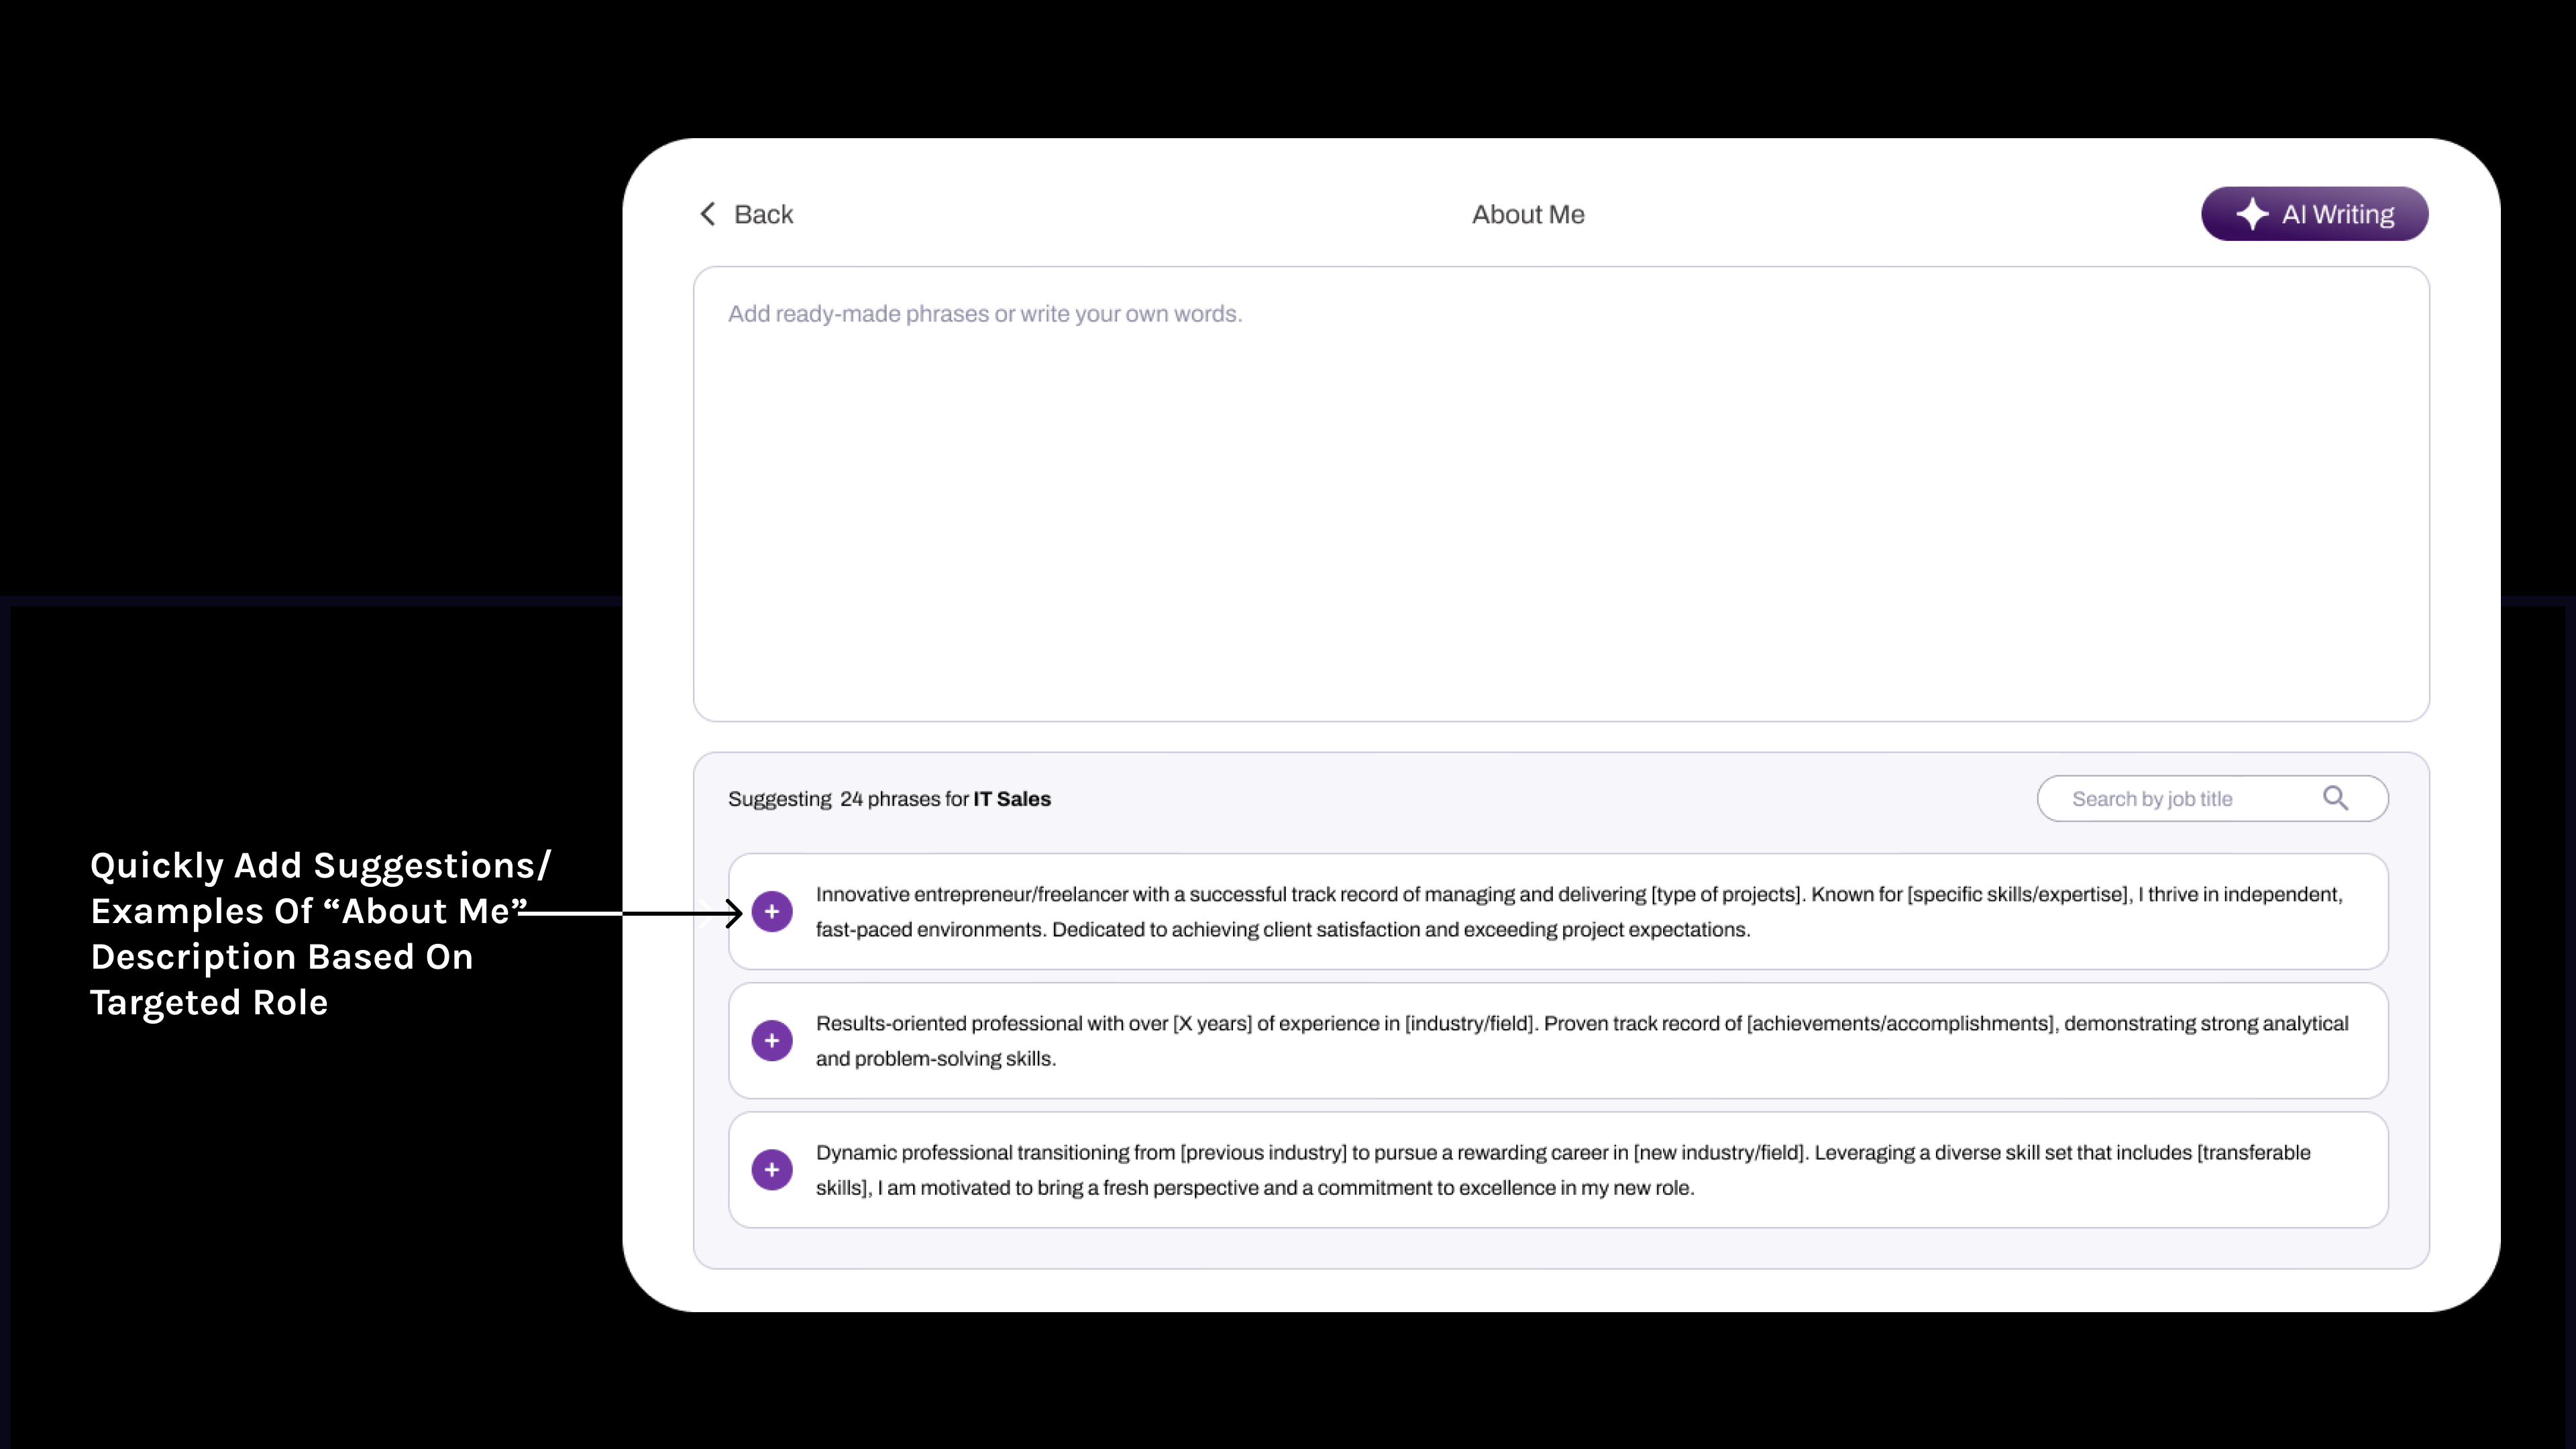 Back
About Me
AI Writing
Add ready-made phrases or write your own words.
Suggesting 24 phrases for IT Sales
Search by job title
Quickly Add Suggestions/
Examples Of “About Me”
Description Based On
Targeted Role
Innovative entrepreneur/freelancer with a successful track record of managing and delivering [type of projects]. Known for [specific skills/expertise], I thrive in independent,
fast-paced environments. Dedicated to achieving client satisfaction and exceeding project expectations.
Results-oriented professional with over [X years] of experience in [industry/field]. Proven track record of [achievements/accomplishments], demonstrating strong analytical
and problem-solving skills.
Dynamic professional transitioning from [previous industry] to pursue a rewarding career in [new industry/field]. Leveraging a diverse skill set that includes [transferable
skills], I am motivated to bring a fresh perspective and a commitment to excellence in my new role.